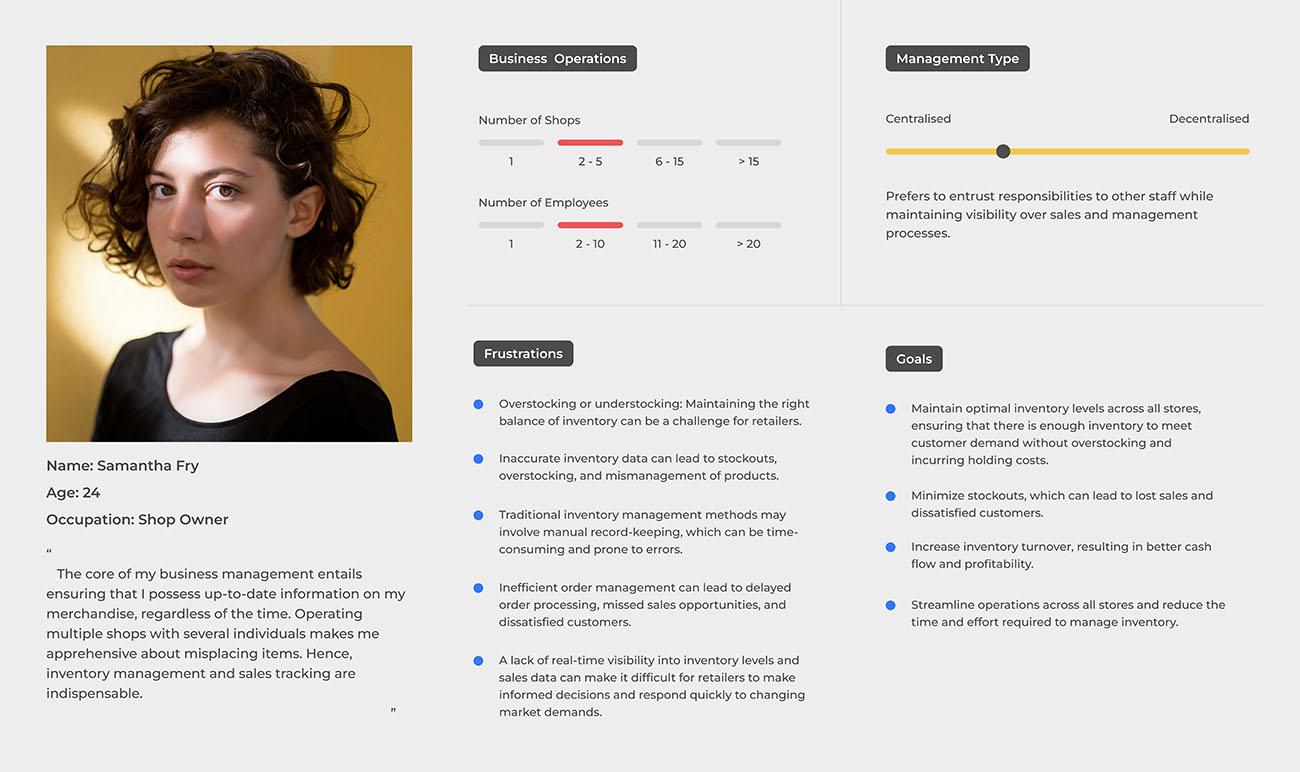 Name: Samantha Fry
Age: 24
Occupation: Shop Owner
“
The core of my business management entails
ensuring that I possess up-to-date information on my
merchandise, regardless of the time. Operating
multiple shops with several individuals makes me
apprehensive about misplacing items. Hence,
inventory management and sales tracking are
indispensable.
”
Business Operations
Number of Shops
1 2 - 5 6 - 15 > 15
Number of Employees
1 2 - 10 11 - 20 > 20
Management Type
Centralised Decentralised
Prefers to entrust responsibilities to other staff while
maintaining visibility over sales and management
processes.
Frustrations
Overstocking or understocking: Maintaining the right
balance of inventory can be a challenge for retailers.
Inaccurate inventory data can lead to stockouts,
overstocking, and mismanagement of products.
Traditional inventory management methods may
involve manual record-keeping, which can be time-
consuming and prone to errors.
Inefficient order management can lead to delayed
order processing, missed sales opportunities, and
dissatisfied customers.
A lack of real-time visibility into inventory levels and
sales data can make it difficult for retailers to make
informed decisions and respond quickly to changing
market demands.
Goals
Maintain optimal inventory levels across all stores,
ensuring that there is enough inventory to meet
customer demand without overstocking and
incurring holding costs.
Minimize stockouts, which can lead to lost sales and
dissatisfied customers.
Increase inventory turnover, resulting in better cash
flow and profitability.
Streamline operations across all stores and reduce the
time and effort required to manage inventory.